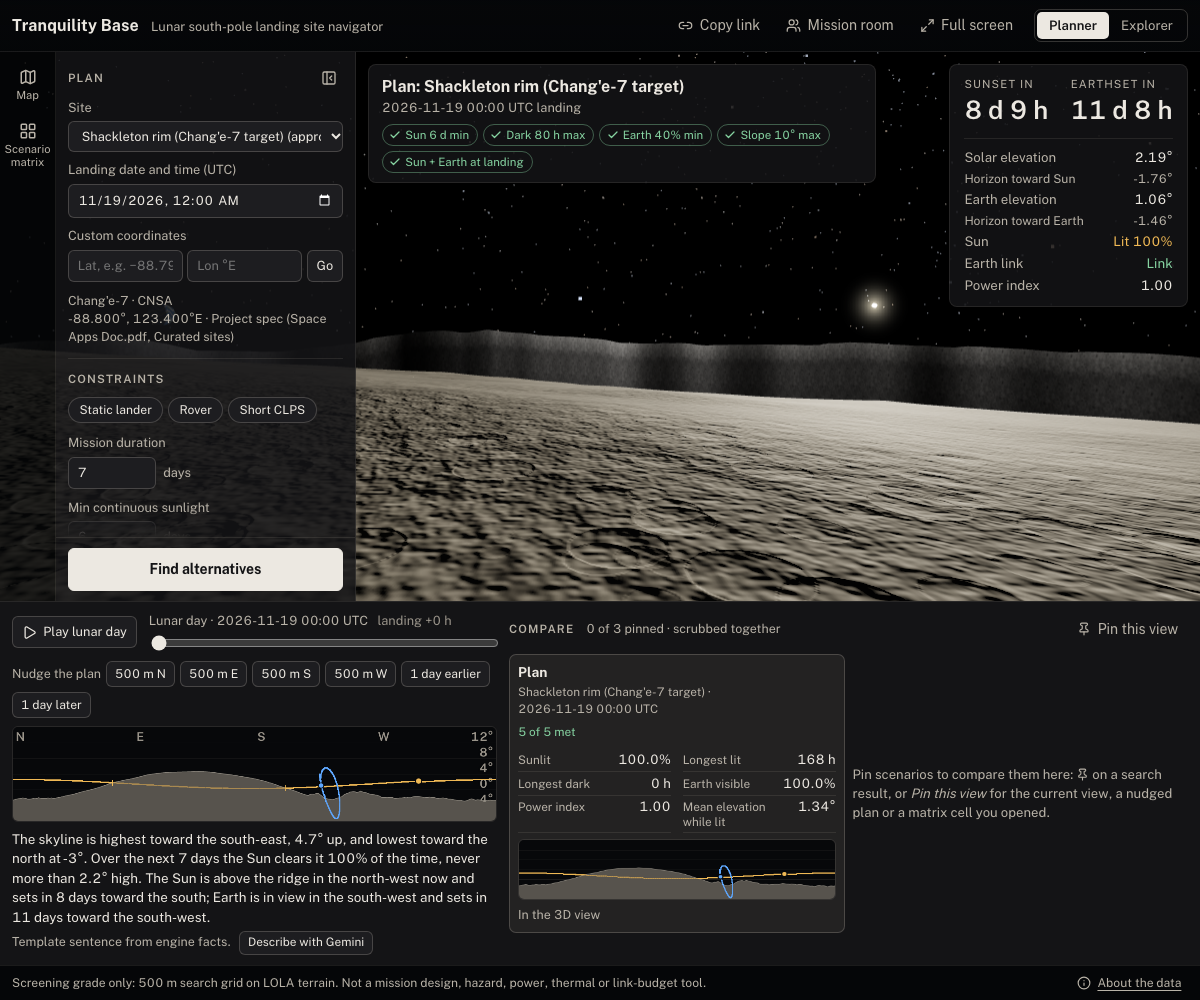 Tranquility Base Lunar south-pole landing site navigator
Copy link Mission room Full screen Planner Explorer
Map
Scenario
matrix
PLAN
Site
Shackleton rim (Chang'e-7 target) (appro
Landing date and time (UTC)
11/19/2026, 12:00 AM
Custom coordinates
Lat, e.g. −88.79 Lon °E Go
Chang'e-7 · CNSA
-88.800°, 123.400°E · Project spec (Space
Apps Doc.pdf, Curated sites)
CONSTRAINTS
Static lander Rover Short CLPS
Mission duration
7 days
Min continuous sunlight
Find alternatives
Plan: Shackleton rim (Chang'e-7 target)
2026-11-19 00:00 UTC landing
Sun 6 d min Dark 80 h max Earth 40% min Slope 10° max
Sun + Earth at landing
SUNSET IN EARTHSET IN
8 d 9 h 11 d 8 h
Solar elevation 2.19°
Horizon toward Sun -1.76°
Earth elevation 1.06°
Horizon toward Earth -1.46°
Sun Lit 100%
Earth link Link
Power index 1.00
Play lunar day
Lunar day · 2026-11-19 00:00 UTC landing +0 h
Nudge the plan 500 m N 500 m E 500 m S 500 m W 1 day earlier
1 day later
N E S W 12°
8°
4°
0°
4°
The skyline is highest toward the south-east, 4.7° up, and lowest toward the
north at -3°. Over the next 7 days the Sun clears it 100% of the time, never
more than 2.2° high. The Sun is above the ridge in the north-west now and
sets in 8 days toward the south; Earth is in view in the south-west and sets in
11 days toward the south-west.
Template sentence from engine facts. Describe with Gemini
COMPARE 0 of 3 pinned · scrubbed together
Pin this view
Plan
Shackleton rim (Chang'e-7 target) ·
2026-11-19 00:00 UTC
5 of 5 met
Sunlit 100.0% Longest lit 168 h
Longest dark 0 h Earth visible 100.0%
Power index 1.00 Mean elevation 1.34°
while lit
In the 3D view
Pin scenarios to compare them here: on a search
result, or Pin this view for the current view, a nudged
plan or a matrix cell you opened.
Screening grade only: 500 m search grid on LOLA terrain. Not a mission design, hazard, power, thermal or link-budget tool.
About the data